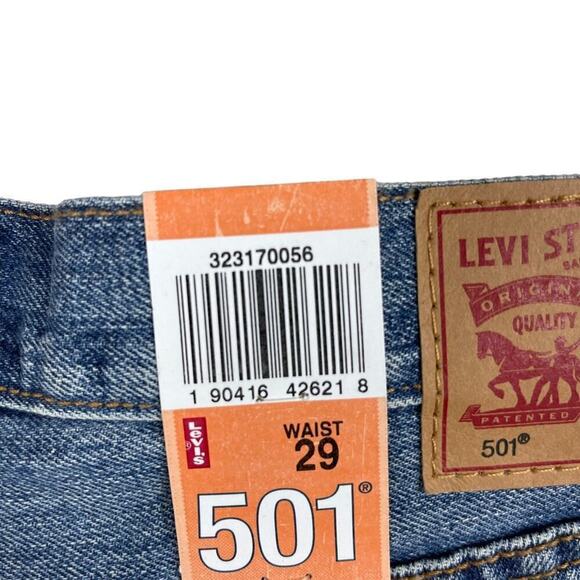 323170056
1 90416 42621 8
Levi's
®
WAIST
29
501®
LEVI ST
ORIGIN
QUALITY
PATENTED
501®